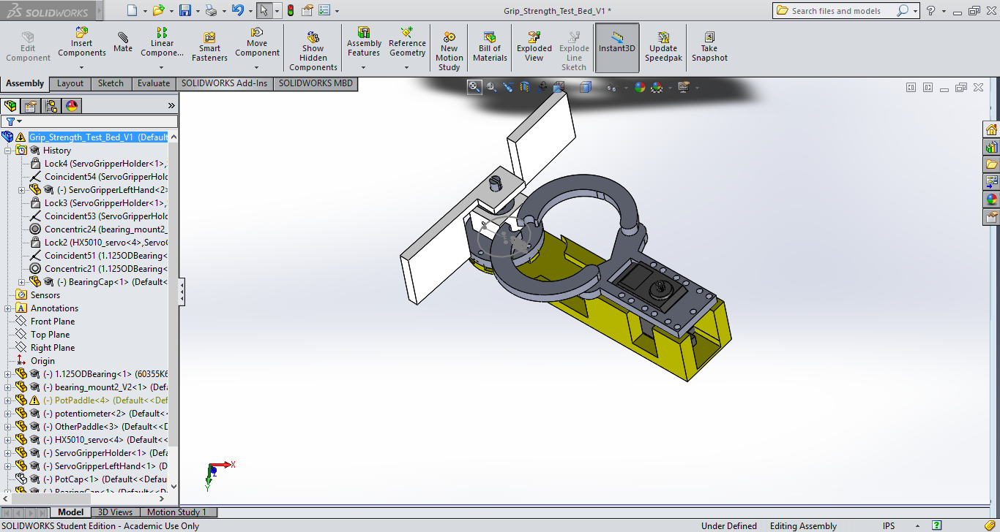 SOLIDWORKS
Grip_Strength_Test_Bed_V1 *
Search files and models
Edit Component
Insert Components
Mate
Linear Compone...
Smart Fasteners
Move Component
Show Hidden Components
Assembly Features
Reference Geometry
New Motion Study
Bill of Materials
Exploded View
Explode Line Sketch
Instant3D
Update Speedpak
Take Snapshot
Assembly
Layout
Sketch
Evaluate
SOLIDWORKS Add-Ins
SOLIDWORKS MBD
Grip_Strength_Test_Bed_V1 (Default
History
Lock4 (ServoGripperHolder<1>,
Coincident54 (ServoGripperHol
(-) ServoGripperLeftHand<2>
Lock3 (ServoGripperHolder<1>,
Coincident53 (ServoGripperHol
Concentric24 (bearing_mount2_
Lock2 (HX5010_servo<4>,Servo
Coincident51 (1.125ODBearing<
Concentric21 (1.125ODBearing<
(-) BearingCap<1> (Default<
Sensors
Annotations
Front Plane
Top Plane
Right Plane
Origin
(-) 1.125ODBearing<1> (60355K6
(-) bearing_mount2_V2<1> (Defa
(-) PotPaddle<4> (Default<<Def
(-) potentiometer<2> (Default<
(-) OtherPaddle<3> (Default<<D
(-) HX5010_servo<4> (Default<<
(-) ServoGripperHolder<1> (Defa
(-) ServoGripperLeftHand<1> (D
(-) PotCap<1> (Default<<Defau
(-) BearingCap<1> (Default<<D
X
Y
Z
Model
3D Views
Motion Study 1
SOLIDWORKS Student Edition - Academic Use Only
Under Defined
Editing Assembly
IPS